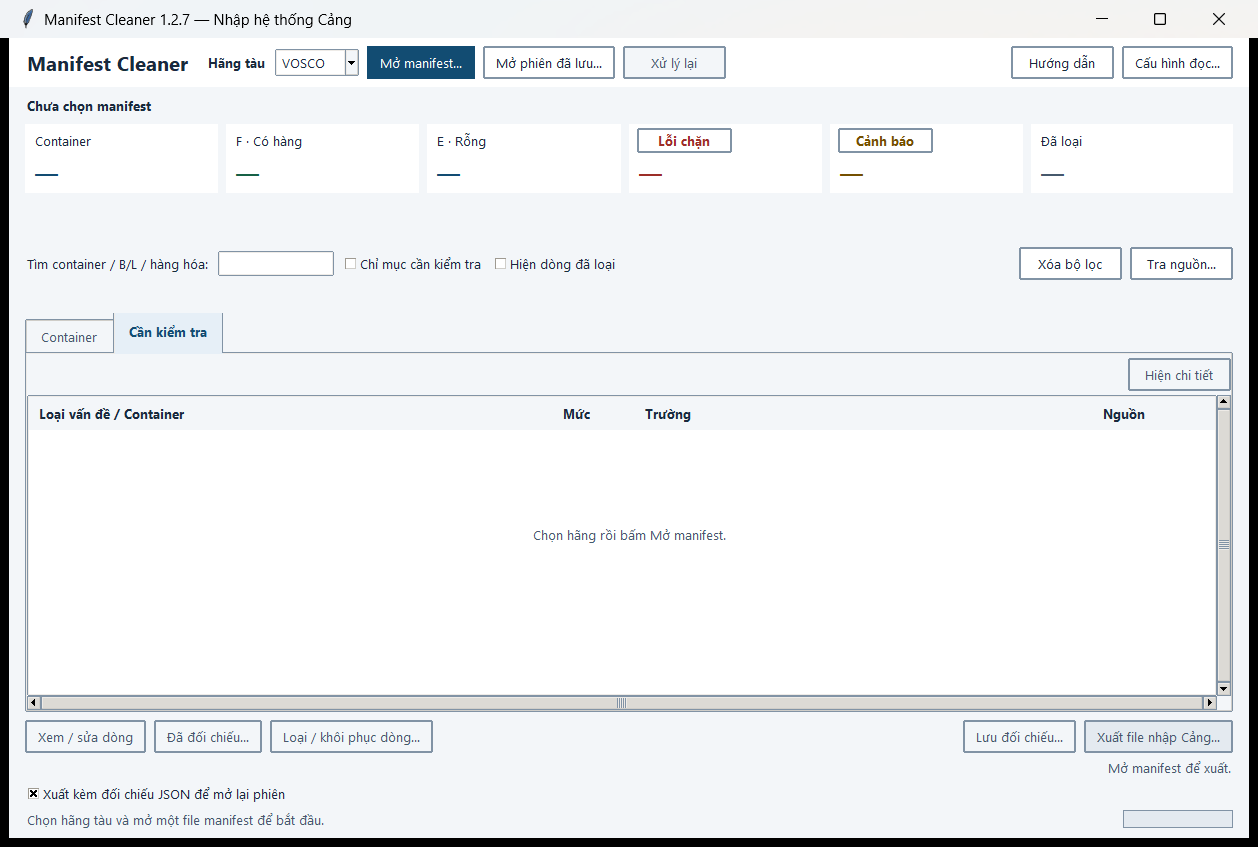 Manifest Cleaner 1.2.7 — Nhập hệ thống Cảng
Manifest Cleaner Hãng tàu VOSCO Mở manifest... Mở phiên đã lưu... Xử lý lại Hướng dẫn Cấu hình đọc...
Chưa chọn manifest
Container F · Có hàng E · Rỗng Lỗi chặn Cảnh báo Đã loại
— — — — — —
Tìm container / B/L / hàng hóa: Chỉ mục cần kiểm tra Hiện dòng đã loại Xóa bộ lọc Tra nguồn...
Container Cần kiểm tra
Hiện chi tiết
Loại vấn đề / Container Mức Trường Nguồn
Chọn hãng rồi bấm Mở manifest.
Xem / sửa dòng Đã đối chiếu... Loại / khôi phục dòng... Lưu đối chiếu... Xuất file nhập Cảng...
Mở manifest để xuất.
Xuất kèm đối chiếu JSON để mở lại phiên
Chọn hãng tàu và mở một file manifest để bắt đầu.